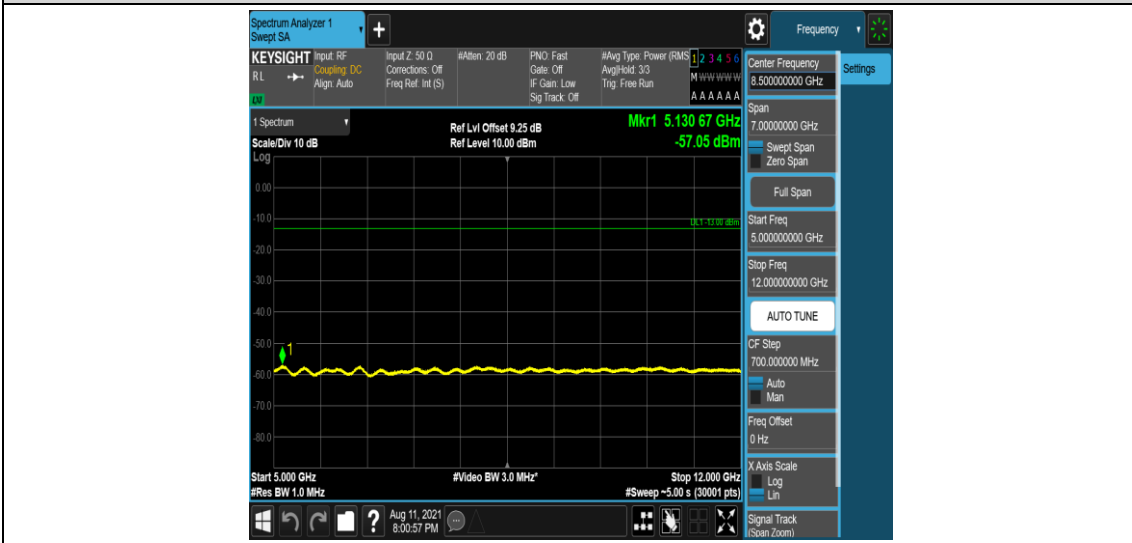 Spectrum Analyzer 1
Swept SA
+
Frequency
KEYSIGHT
RL
LXI
Input: RF
Coupling: DC
Align: Auto
Input Z: 50 Ω
Corrections: Off
Freq Ref: Int (S)
#Atten: 20 dB
PNO: Fast
Gate: Off
IF Gain: Low
Sig Track: Off
#Avg Type: Power (RMS
Avg|Hold: 3/3
Trig: Free Run
1 2 3 4 5 6
M W W W W W
A A A A A A
1 Spectrum
Scale/Div 10 dB
Log
Ref Lvl Offset 9.25 dB
Ref Level 10.00 dBm
Mkr1 5.130 67 GHz
-57.05 dBm
0.00
-10.0
DL1 -13.00 dBm
-20.0
-30.0
-40.0
-50.0
1
-60.0
-70.0
-80.0
Start 5.000 GHz
#Res BW 1.0 MHz
#Video BW 3.0 MHz*
Stop 12.000 GHz
#Sweep ~5.00 s (30001 pts)
?
Aug 11, 2021
8:00:57 PM
Center Frequency
8.500000000 GHz
Settings
Span
7.00000000 GHz
Swept Span
Zero Span
Full Span
Start Freq
5.000000000 GHz
Stop Freq
12.000000000 GHz
AUTO TUNE
CF Step
700.000000 MHz
Auto
Man
Freq Offset
0 Hz
X Axis Scale
Log
Lin
Signal Track
(Span Zoom)